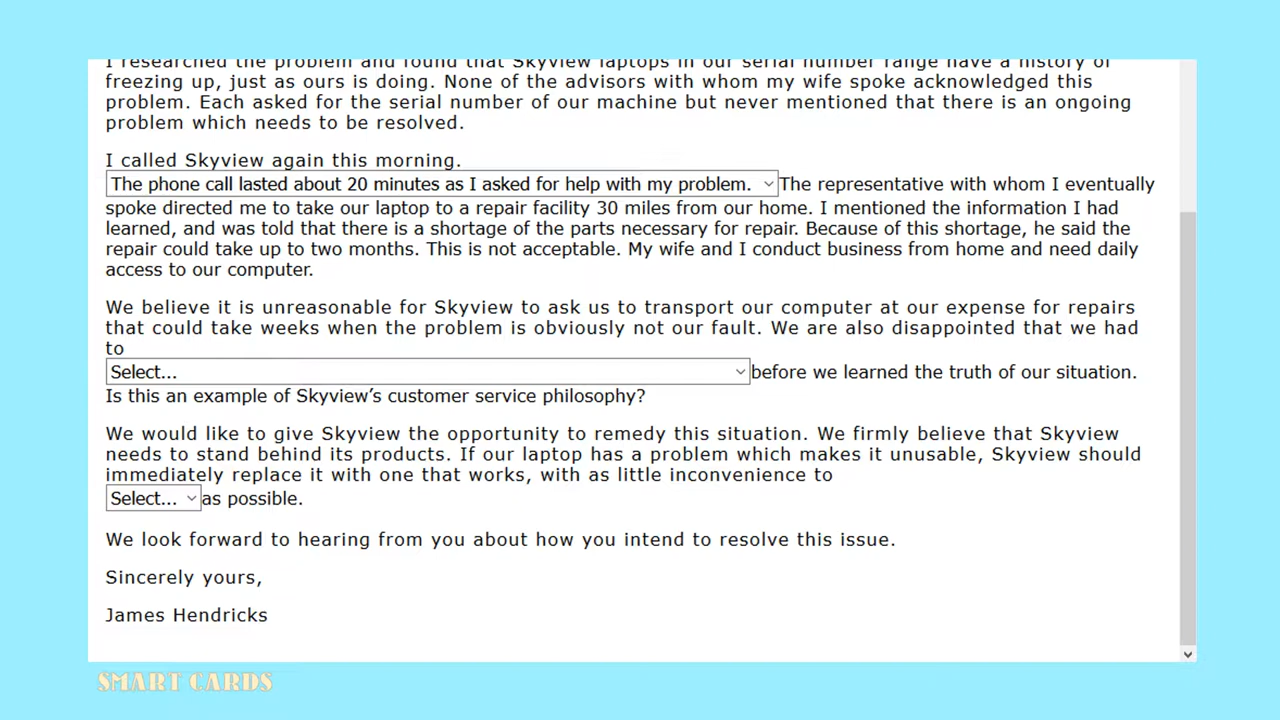 I researched the problem and found that Skyview laptops in our serial number range have a history of
freezing up, just as ours is doing. None of the advisors with whom my wife spoke acknowledged this
problem. Each asked for the serial number of our machine but never mentioned that there is an ongoing
problem which needs to be resolved.
I called Skyview again this morning.
The phone call lasted about 20 minutes as I asked for help with my problem. The representative with whom I eventually
spoke directed me to take our laptop to a repair facility 30 miles from our home. I mentioned the information I had
learned, and was told that there is a shortage of the parts necessary for repair. Because of this shortage, he said the
repair could take up to two months. This is not acceptable. My wife and I conduct business from home and need daily
access to our computer.
We believe it is unreasonable for Skyview to ask us to transport our computer at our expense for repairs
that could take weeks when the problem is obviously not our fault. We are also disappointed that we had
to
Select... before we learned the truth of our situation.
Is this an example of Skyview’s customer service philosophy?
We would like to give Skyview the opportunity to remedy this situation. We firmly believe that Skyview
needs to stand behind its products. If our laptop has a problem which makes it unusable, Skyview should
immediately replace it with one that works, with as little inconvenience to
Select... as possible.
We look forward to hearing from you about how you intend to resolve this issue.
Sincerely yours,
James Hendricks
SMART CARDS